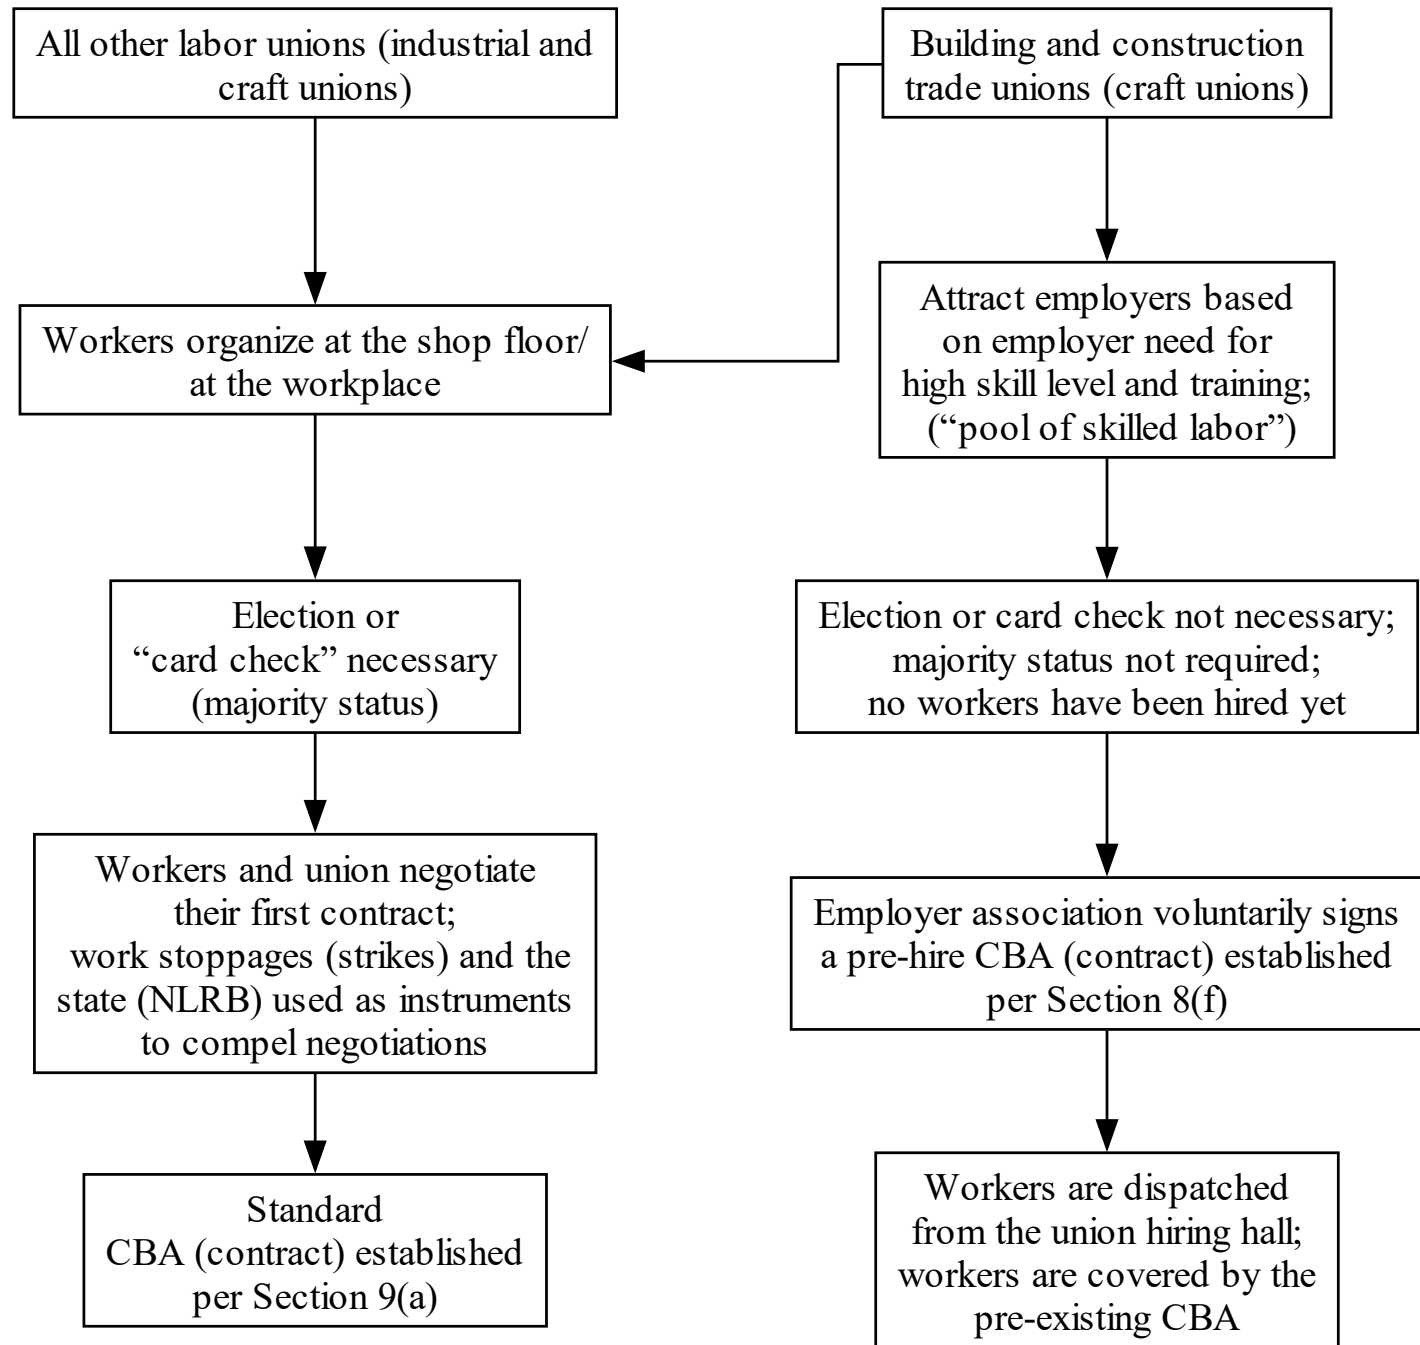 All other labor unions (industrial and
craft unions)
Building and construction
trade unions (craft unions)
Workers organize at the shop floor/
at the workplace
Attract employers based
on employer need for
high skill level and training;
(“pool of skilled labor”)
Election or
“card check” necessary
(majority status)
Election or card check not necessary;
majority status not required;
no workers have been hired yet
Workers and union negotiate
their first contract;
work stoppages (strikes) and the
state (NLRB) used as instruments
to compel negotiations
Employer association voluntarily signs
a pre-hire CBA (contract) established
per Section 8(f)
Standard
CBA (contract) established
per Section 9(a)
Workers are dispatched
from the union hiring hall;
workers are covered by the
pre-existing CBA